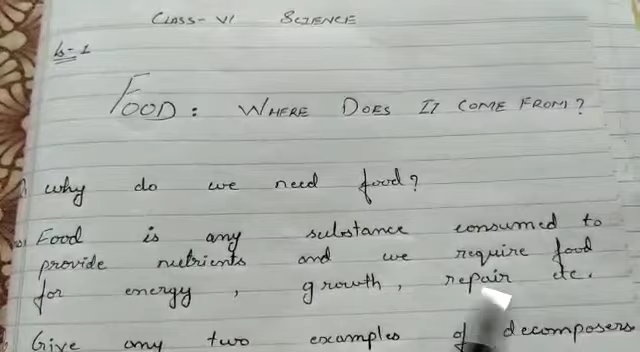 CLASS- VI SCIENCE
Ls-1
FOOD: WHERE DOES IT COME FROM?
why do we need food?
Food is any substance consumed to
provide nutrients and we require food
for energy, growth, repair etc.
Give any two examples of decomposers